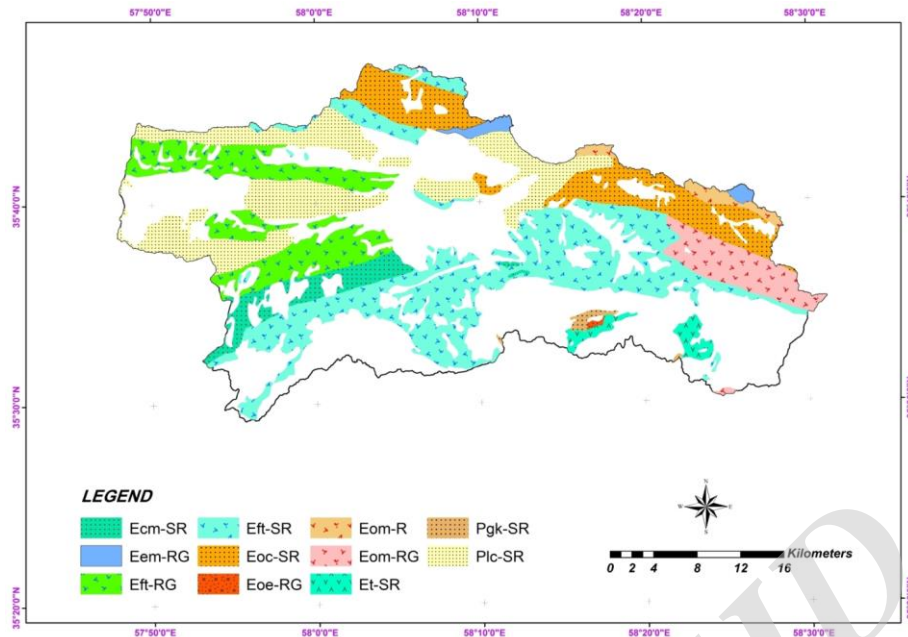 57°50'0"E 58°0'0"E 58°10'0"E 58°20'0"E 58°30'0"E
35°40'0"N
35°30'0"N
35°20'0"N
LEGEND
Ecm-SR Eft-SR Eom-R Pgk-SR
Eem-RG Eoc-SR Eom-RG Plc-SR
Eft-RG Eoe-RG Et-SR
N
W E
S
Kilometers
0 2 4 8 12 16
57°50'0"E 58°0'0"E 58°10'0"E 58°20'0"E 58°30'0"E